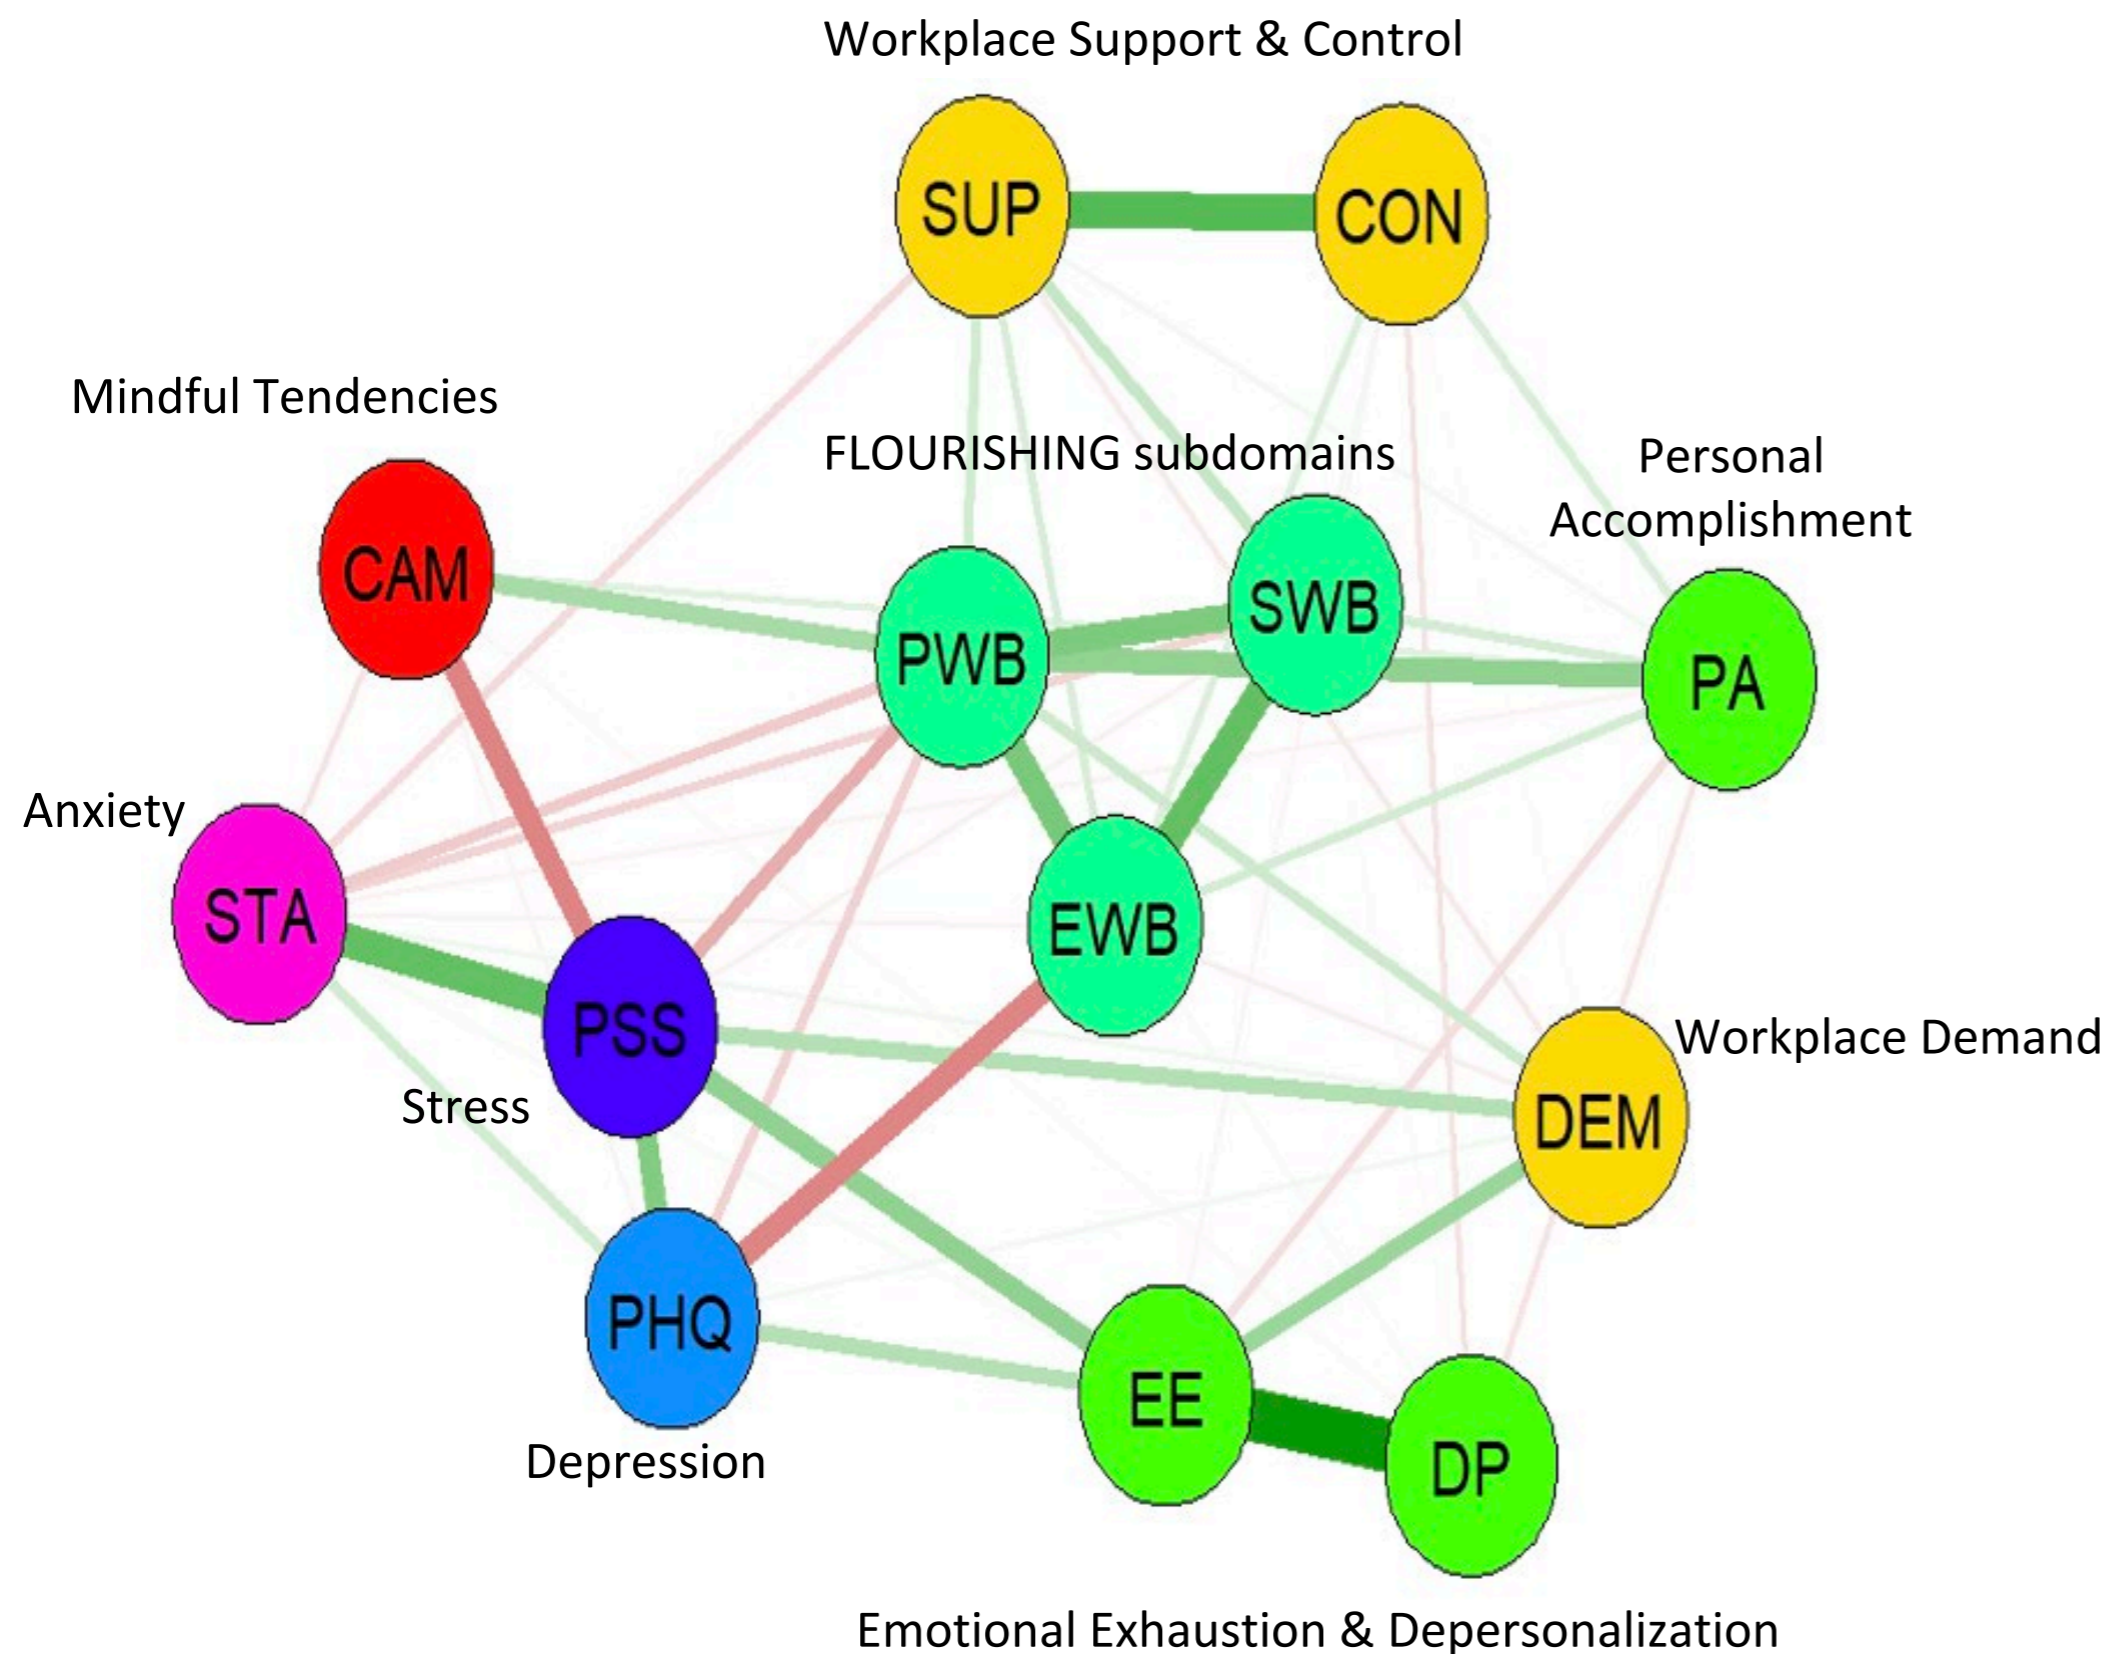 Workplace Support & Control
SUP
CON
Mindful Tendencies
FLOURISHING subdomains
Personal
Accomplishment
CAM
SWB
PWB
PA
Anxiety
STA
EWB
PSS
Workplace Demand
Stress
DEM
PHQ
EE
Depression
DP
Emotional Exhaustion & Depersonalization